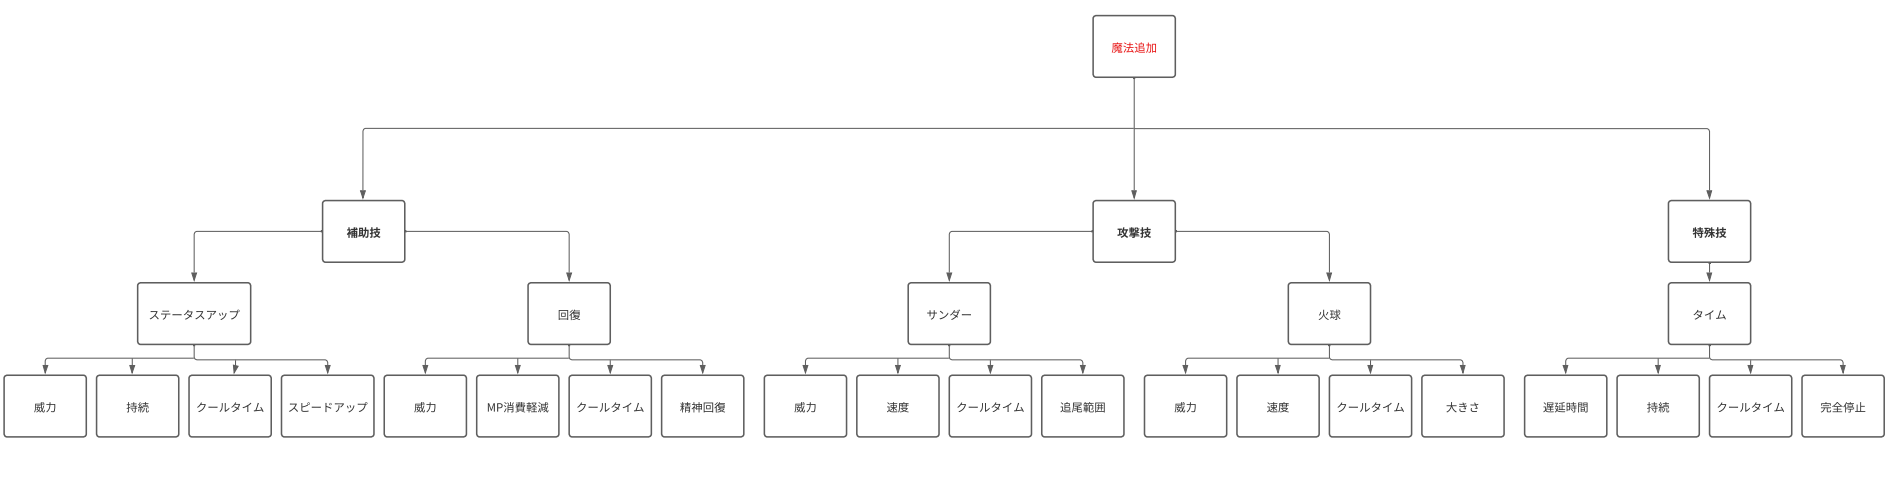 魔法追加
補助技
攻撃技
特殊技
ステータスアップ
回復
サンダー
火球
タイム
威力
持続
クールタイム
スピードアップ
威力
MP消費軽減
クールタイム
精神回復
威力
速度
クールタイム
追尾範囲
威力
速度
クールタイム
大きさ
遅延時間
持続
クールタイム
完全停止